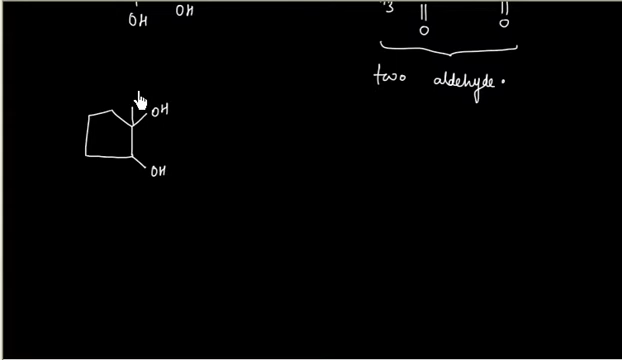 OH OH 3 || ||
O O
two aldehyde.
OH
OH